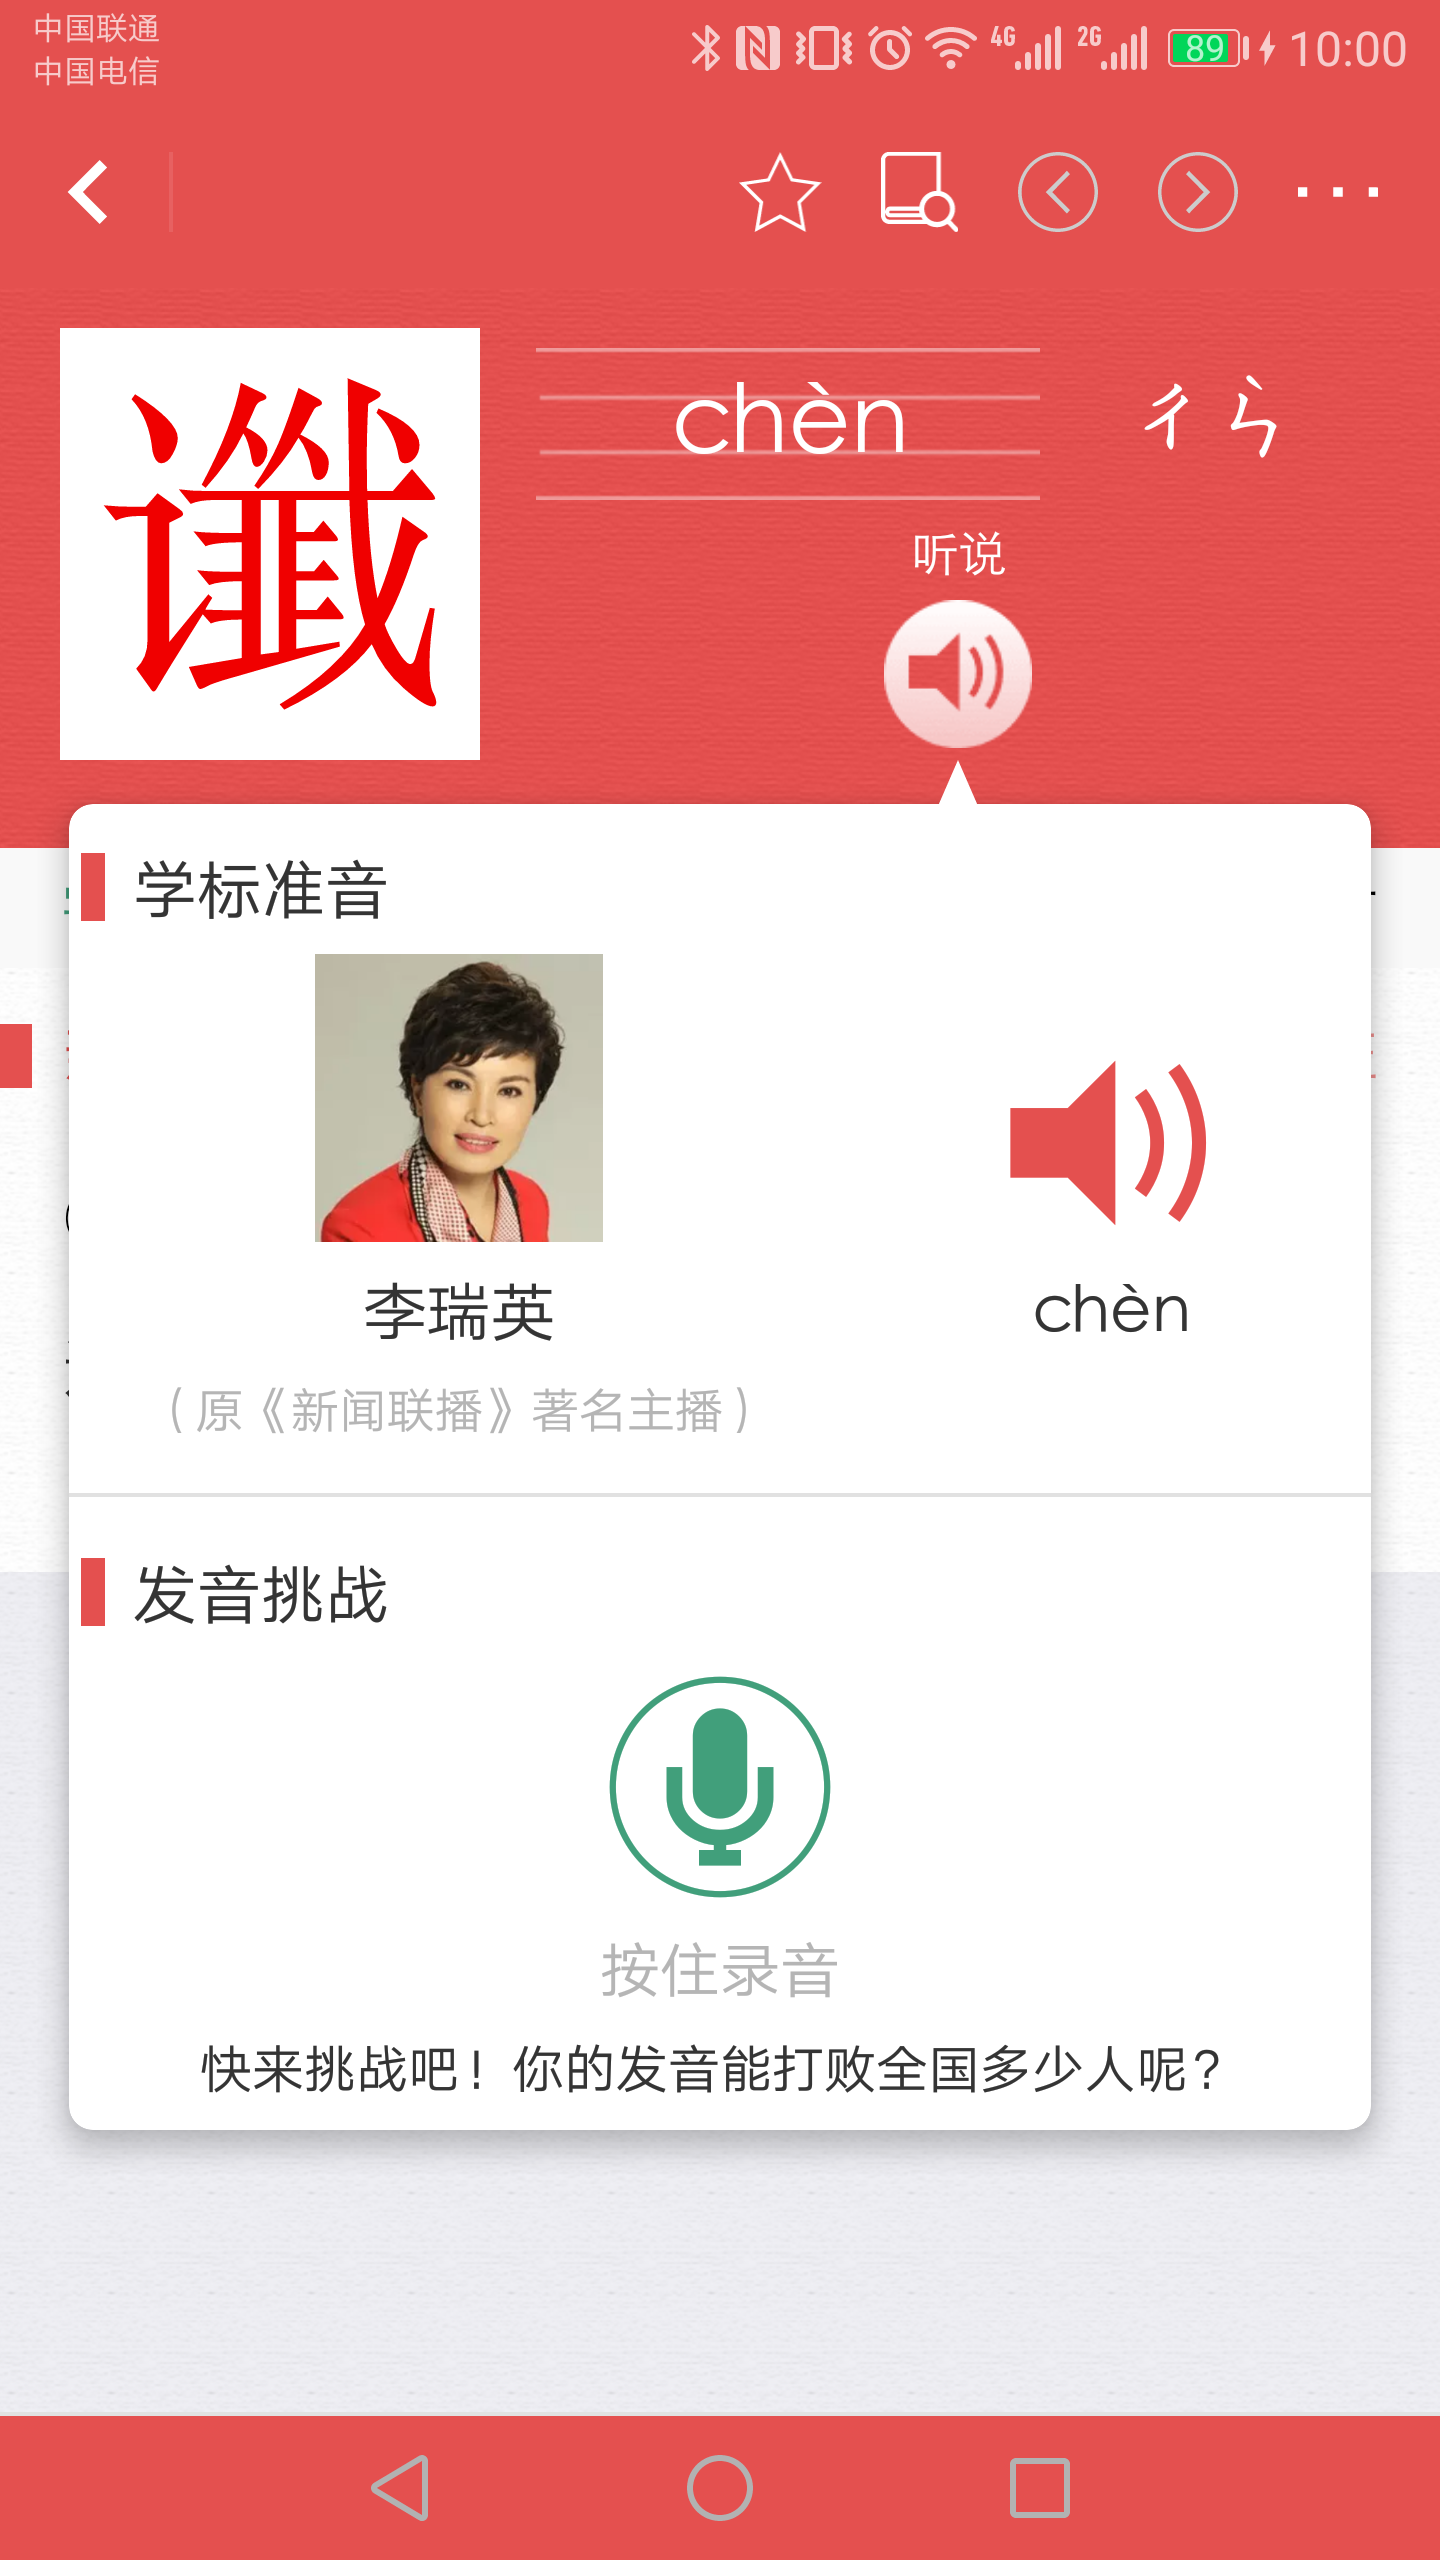 中国联通
中国电信
4G
2G
89
10:00
谶
chèn
ㄔㄣˋ
听说
学标准音
李瑞英
chèn
（原《新闻联播》著名主播）
发音挑战
按住录音
快来挑战吧！你的发音能打败全国多少人呢？